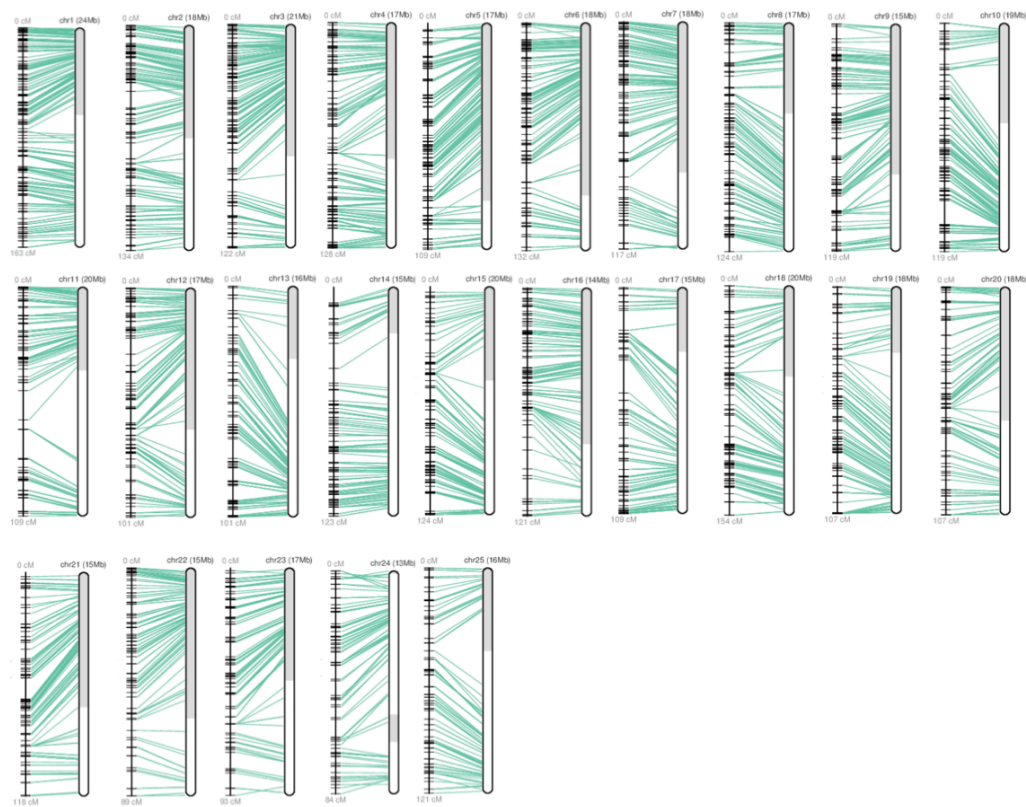 0 cM chr1 (24Mb) 0 cM chr2 (18Mb) 0 cM chr3 (21Mb) 0 cM chr4 (17Mb) 0 cM chr5 (17Mb) 0 cM chr6 (18Mb) 0 cM chr7 (18Mb) 0 cM chr8 (17Mb) 0 cM chr9 (15Mb) 0 cM chr10 (19Mb)
163 cM 134 cM 122 cM 128 cM 109 cM 132 cM 117 cM 124 cM 119 cM 119 cM
0 cM chr11 (20Mb) 0 cM chr12 (17Mb) 0 cM chr13 (16Mb) 0 cM chr14 (15Mb) 0 cM chr15 (20Mb) 0 cM chr16 (14Mb) 0 cM chr17 (15Mb) 0 cM chr18 (20Mb) 0 cM chr19 (18Mb) 0 cM chr20 (16Mb)
109 cM 101 cM 101 cM 123 cM 124 cM 121 cM 109 cM 154 cM 107 cM 107 cM
0 cM chr21 (15Mb) 0 cM chr22 (15Mb) 0 cM chr23 (17Mb) 0 cM chr24 (13Mb) 0 cM chr25 (16Mb)
118 cM 89 cM 93 cM 84 cM 121 cM